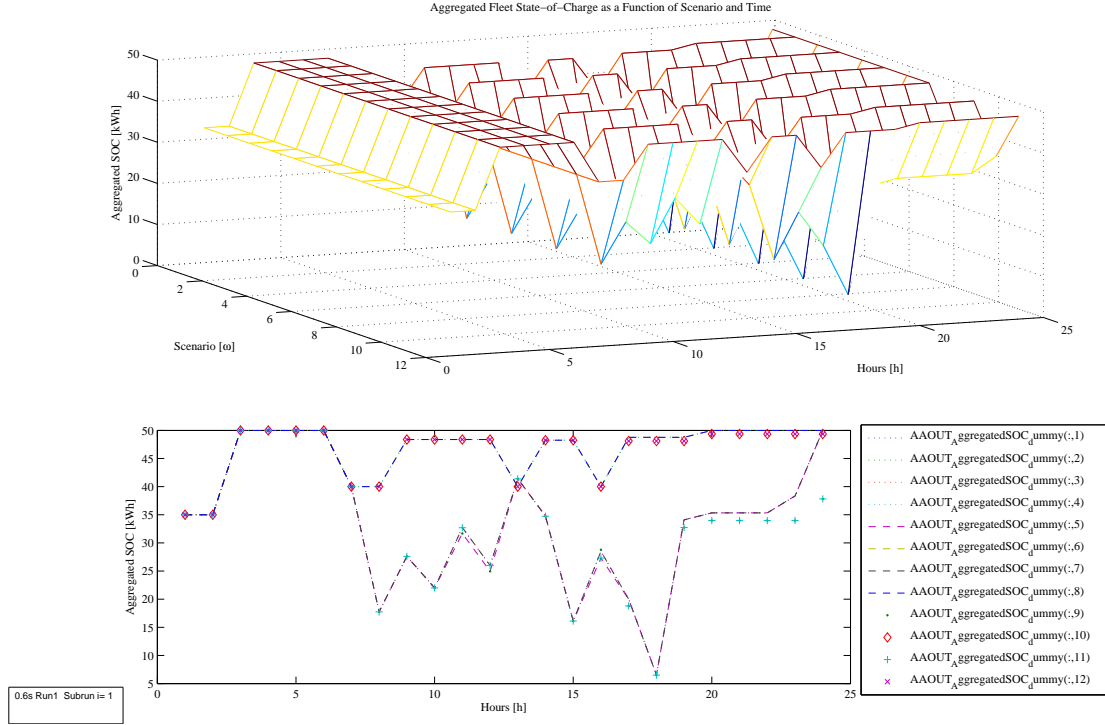 Aggregated Fleet State−of−Charge as a Function of Scenario and Time
50
40
30
20
10
0
Aggregated SOC [kWh]
0
2
4
6
8
10
12
Scenario [ω]
0
5
10
15
20
25
Hours [h]
50
45
40
35
30
25
20
15
10
5
Aggregated SOC [kWh]
0
5
10
15
20
25
Hours [h]
AAOUT_AggregatedSOC_dummy(:,1)
AAOUT_AggregatedSOC_dummy(:,2)
AAOUT_AggregatedSOC_dummy(:,3)
AAOUT_AggregatedSOC_dummy(:,4)
AAOUT_AggregatedSOC_dummy(:,5)
AAOUT_AggregatedSOC_dummy(:,6)
AAOUT_AggregatedSOC_dummy(:,7)
AAOUT_AggregatedSOC_dummy(:,8)
AAOUT_AggregatedSOC_dummy(:,9)
AAOUT_AggregatedSOC_dummy(:,10)
AAOUT_AggregatedSOC_dummy(:,11)
AAOUT_AggregatedSOC_dummy(:,12)
0.6s Run1 Subrun i= 1